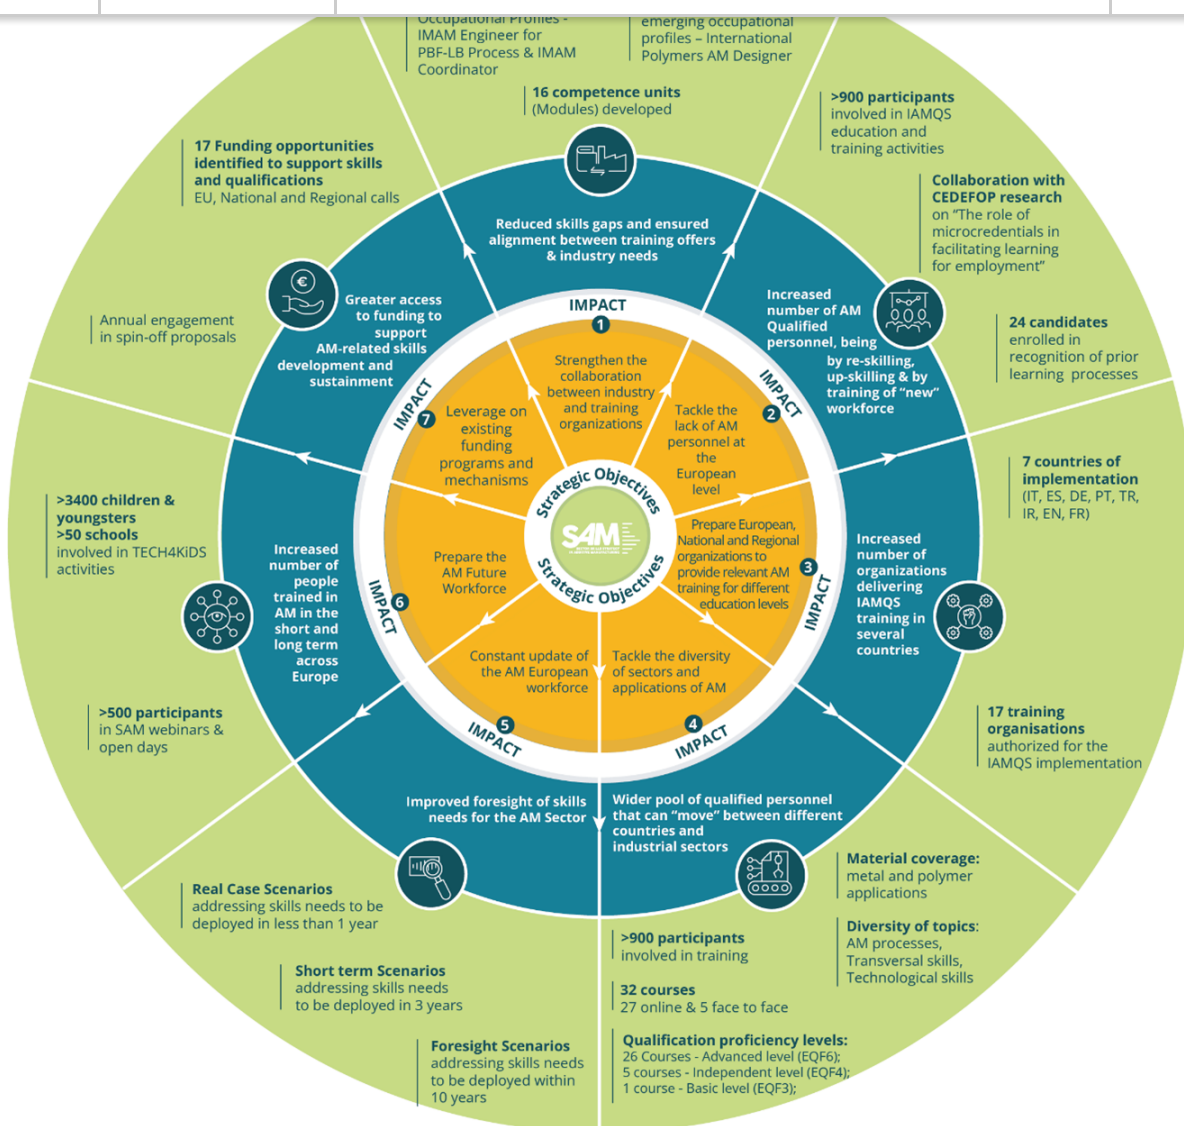 Occupational Profiles -
IMAM Engineer for
PBF-LB Process & IMAM
Coordinator
emerging occupational
profiles – International
Polymers AM Designer
16 competence units
(Modules) developed
>900 participants
involved in IAMQS
education and
training activities
Collaboration with
CEDEFOP research
on “The role of
microcredentials in
facilitating learning
for employment”
24 candidates
enrolled in
recognition of prior
learning processes
7 countries of
implementation
(IT, ES, DE, PT, TR,
IR, EN, FR)
17 training
organisations
authorized for the
IAMQS implementation
Material coverage:
metal and polymer
applications
Diversity of topics:
AM processes,
Transversal skills,
Technological skills
>900 participants
involved in training
32 courses
27 online & 5 face to face
Qualification proficiency levels:
26 Courses - Advanced level (EQF6);
5 courses - Independent level (EQF4);
1 course - Basic level (EQF3);
Real Case Scenarios
addressing skills needs to be
deployed in less than 1 year
Short term Scenarios
addressing skills needs
to be deployed in 3 years
Foresight Scenarios
addressing skills needs
to be deployed within
10 years
>3400 children &
youngsters
>50 schools
involved in TECH4KiDS
activities
>500 participants
in SAM webinars &
open days
17 Funding opportunities
identified to support skills
and qualifications
EU, National and Regional calls
Annual engagement
in spin-off proposals
Reduced skills gaps and ensured
alignment between training offers
& industry needs
Increased
number of AM
Qualified
personnel, being
by re-skilling,
up-skilling & by
training of “new”
workforce
Increased
number of
organizations
delivering
IAMQS
training in
several
countries
Wider pool of qualified personnel
that can “move” between different
countries and
industrial sectors
Improved foresight of skills
needs for the AM Sector
Increased
number of
people
trained in
AM in the
short and
long term
across
Europe
Greater access
to funding to
support
AM-related skills
development and
sustainment
€
IMPACT
1
Strengthen the
collaboration
between industry
and training
organizations
IMPACT
2
Tackle the
lack of AM
personnel at
the
European
level
IMPACT
3
Prepare European,
National and Regional
organizations to
provide relevant AM
training for different
education levels
IMPACT
4
Tackle the diversity
of sectors and
applications of AM
IMPACT
5
Constant update of
the AM European
workforce
IMPACT
6
Prepare the
AM Future
Workforce
IMPACT
7
Leverage on
existing
funding
programs and
mechanisms
Strategic Objectives
SAM
Strategic Objectives